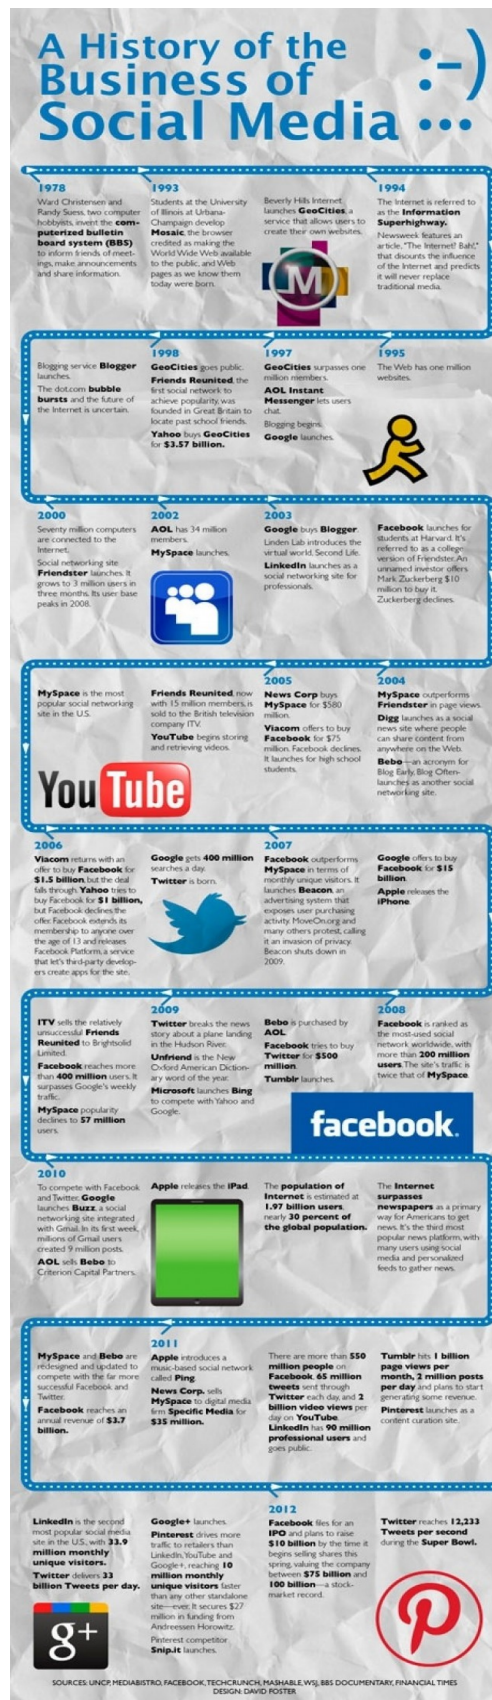 A History of the
Business of
Social Media
:-)
...
1978
Ward Christensen and
Randy Suess, two computer
hobbyists, invent the com-
puterized bulletin
board system (BBS)
to inform friends of meet-
ings, make announcements
and share information.
1993
Students at the University
of Illinois at Urbana-
Champaign develop
Mosaic, the browser
credited as making the
World Wide Web available
to the public, and Web
pages as we know them
today were born.
Beverly Hills Internet
launches GeoCities, a
service that allows users to
create their own websites.
M
1994
The Internet is referred to
as the Information
Superhighway.
Newsweek features an
article, "The Internet? Bah!,"
that discounts the influence
of the Internet and predicts
it will never replace
traditional media.
1995
The Web has one million
websites.
1997
GeoCities surpasses one
million members.
AOL Instant
Messenger lets users
chat.
Blogging begins.
Google launches.
1998
GeoCities goes public.
Friends Reunited, the
first social network to
achieve popularity, was
founded in Great Britain to
locate past school friends.
Yahoo buys GeoCities
for $3.57 billion.
Blogging service Blogger
launches.
The dot.com bubble
bursts and the future of
the Internet is uncertain.
2000
Seventy million computers
are connected to the
Internet.
Social networking site
Friendster launches. It
grows to 3 million users in
three months. Its user base
peaks in 2008.
2002
AOL has 34 million
members.
MySpace launches.
2003
Google buys Blogger.
Linden Lab introduces the
virtual world, Second Life.
LinkedIn launches as a
social networking site for
professionals.
Facebook launches for
students at Harvard. It's
referred to as a college
version of Friendster. An
unnamed investor offers
Mark Zuckerberg $10
million to buy it.
Zuckerberg declines.
2004
MySpace outperforms
Friendster in page views.
Digg launches as a social
news site where people
can share content from
anywhere on the Web.
Bebo—an acronym for
Blog Early, Blog Often-
launches as another social
networking site.
2005
News Corp buys
MySpace for $580
million.
Viacom offers to buy
Facebook for $75
million. Facebook declines.
It launches for high school
students.
Friends Reunited, now
with 15 million members, is
sold to the British television
company ITV.
YouTube begins storing
and retrieving videos.
MySpace is the most
popular social networking
site in the U.S.
You Tube
2006
Viacom returns with an
offer to buy Facebook for
$1.5 billion, but the deal
falls through. Yahoo tries to
buy Facebook for $1 billion,
but Facebook declines the
offer. Facebook extends its
membership to anyone over
the age of 13 and releases
Facebook Platform, a service
that let's third-party develop-
ers create apps for the site.
Google gets 400 million
searches a day.
Twitter is born.
2007
Facebook outperforms
MySpace in terms of
monthly unique visitors. It
launches Beacon, an
advertising system that
exposes user purchasing
activity. MoveOn.org and
many others protest, calling
it an invasion of privacy.
Beacon shuts down in
2009.
Google offers to buy
Facebook for $15
billion.
Apple releases the
iPhone.
2008
Facebook is ranked as
the most-used social
network worldwide, with
more than 200 million
users. The site's traffic is
twice that of MySpace.
Bebo is purchased by
AOL.
Facebook tries to buy
Twitter for $500
million.
Tumblr launches.
2009
Twitter breaks the news
story about a plane landing
in the Hudson River.
Unfriend is the New
Oxford American Diction-
ary word of the year.
Microsoft launches Bing
to compete with Yahoo and
Google.
ITV sells the relatively
unsuccessful Friends
Reunited to Brightsolid
Limited.
Facebook reaches more
than 400 million users. It
surpasses Google's weekly
traffic.
MySpace popularity
declines to 57 million
users.
facebook.
2010
To compete with Facebook
and Twitter, Google
launches Buzz, a social
networking site integrated
with Gmail. In its first week,
millions of Gmail users
created 9 million posts.
AOL sells Bebo to
Criterion Capital Partners.
Apple releases the iPad.
The population of
Internet is estimated at
1.97 billion users,
nearly 30 percent of
the global population.
The Internet
surpasses
newspapers as a primary
way for Americans to get
news. It's the third most
popular news platform, with
many users using social
media and personalized
feeds to gather news.
MySpace and Bebo are
redesigned and updated to
compete with the far more
successful Facebook and
Twitter.
Facebook reaches an
annual revenue of $3.7
billion.
2011
Apple introduces a
music-based social network
called Ping.
News Corp. sells
MySpace to digital media
firm Specific Media for
$35 million.
There are more than 550
million people on
Facebook, 65 million
tweets sent through
Twitter each day, and 2
billion video views per
day on YouTube.
LinkedIn has 90 million
professional users and
goes public.
Tumblr hits 1 billion
page views per
month, 2 million posts
per day and plans to start
generating some revenue.
Pinterest launches as a
content curation site.
LinkedIn is the second
most popular social media
site in the U.S., with 33.9
million monthly
unique visitors.
Twitter delivers 33
billion Tweets per day.
g+
Google+ launches.
Pinterest drives more
traffic to retailers than
LinkedIn, YouTube and
Google+, reaching 10
million monthly
unique visitors faster
than any other standalone
site—ever. It secures $27
million in funding from
Andreessen Horowitz.
Pinterest competitor
Snip.it launches.
2012
Facebook files for an
IPO and plans to raise
$10 billion by the time it
begins selling shares this
spring, valuing the company
between $75 billion and
100 billion—a stock-
market record.
Twitter reaches 12,233
Tweets per second
during the Super Bowl.
P
SOURCES: UNCP, MEDIABISTRO, FACEBOOK, TECHCRUNCH, MASHABLE, WSJ, BBS DOCUMENTARY, FINANCIAL TIMES
DESIGN: DAVID FOSTER